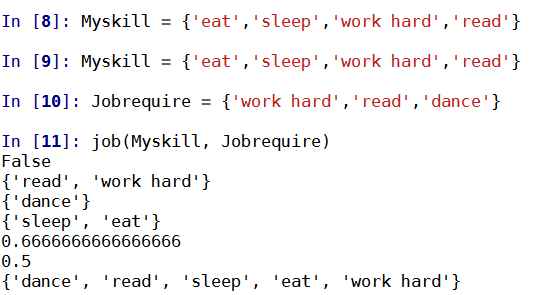 In [8]: Myskill = {'eat','sleep','work hard','read'}
In [9]: Myskill = {'eat','sleep','work hard','read'}
In [10]: Jobrequire = {'work hard','read','dance'}
In [11]: job(Myskill, Jobrequire)
False
{'read', 'work hard'}
{'dance'}
{'sleep', 'eat'}
0.6666666666666666
0.5
{'dance', 'read', 'sleep', 'eat', 'work hard'}